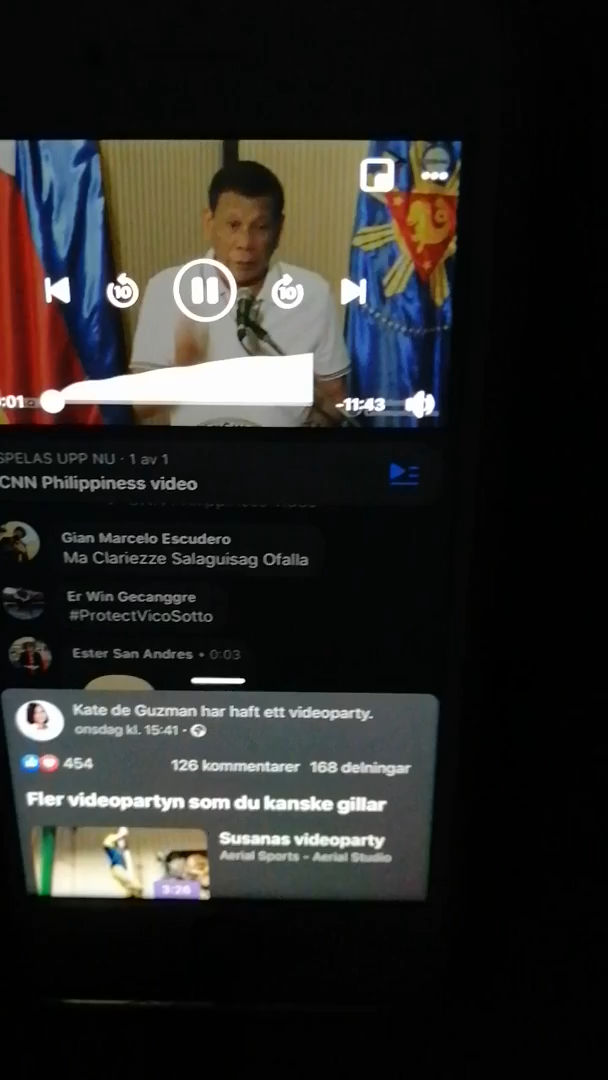 10
10
:01
-11:43
SPELAS UPP NU · 1 av 1
CNN Philippiness video
Gian Marcelo Escudero
Ma Clariezze Salaguisag Ofalla
Er Win Gecanggre
#ProtectVicoSotto
Ester San Andres • 0:03
Kate de Guzman har haft ett videoparty.
onsdag kl. 15:41 ·
454
126 kommentarer 168 delningar
Fler videopartyn som du kanske gillar
Susanas videoparty
Aerial Sports - Aerial Studio
3:26